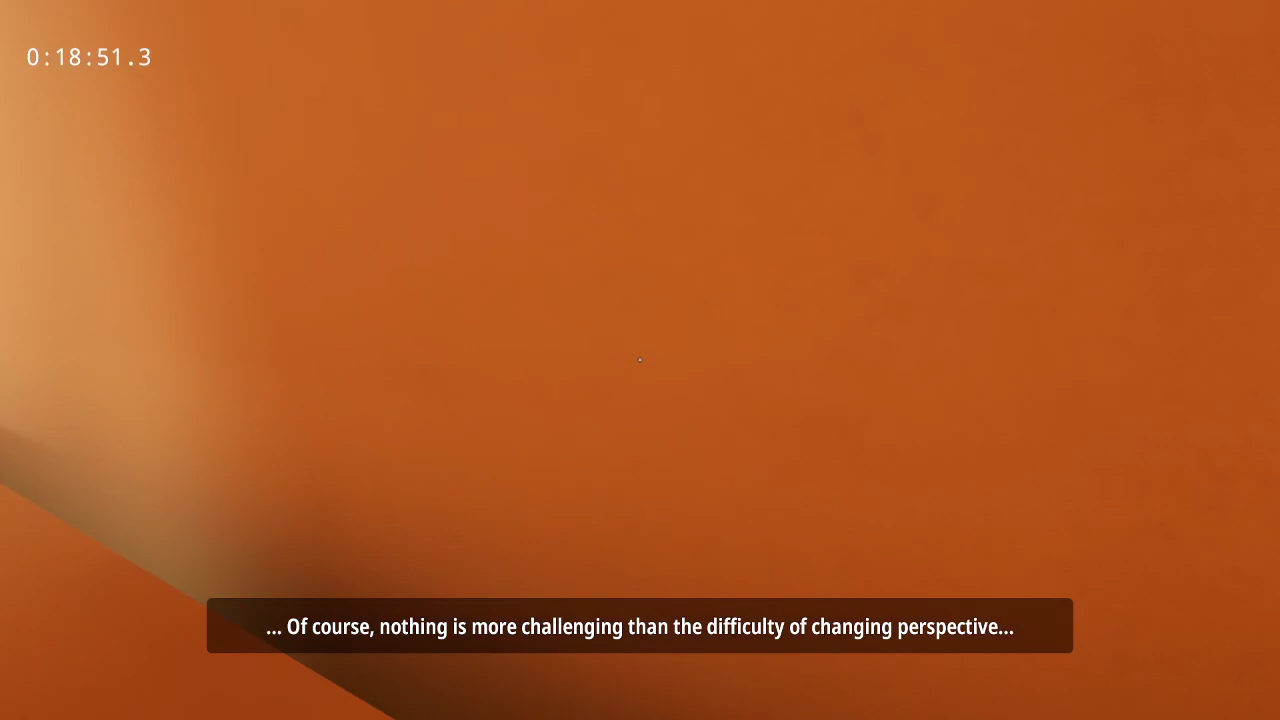 0:18:51.3
... Of course, nothing is more challenging than the difficulty of changing perspective...